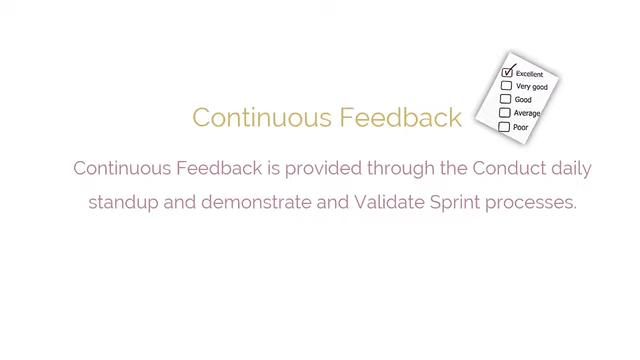 Excellent
Very good
Good
Average
Poor
Continuous Feedback
Continuous Feedback is provided through the Conduct daily
standup and demonstrate and Validate Sprint processes.